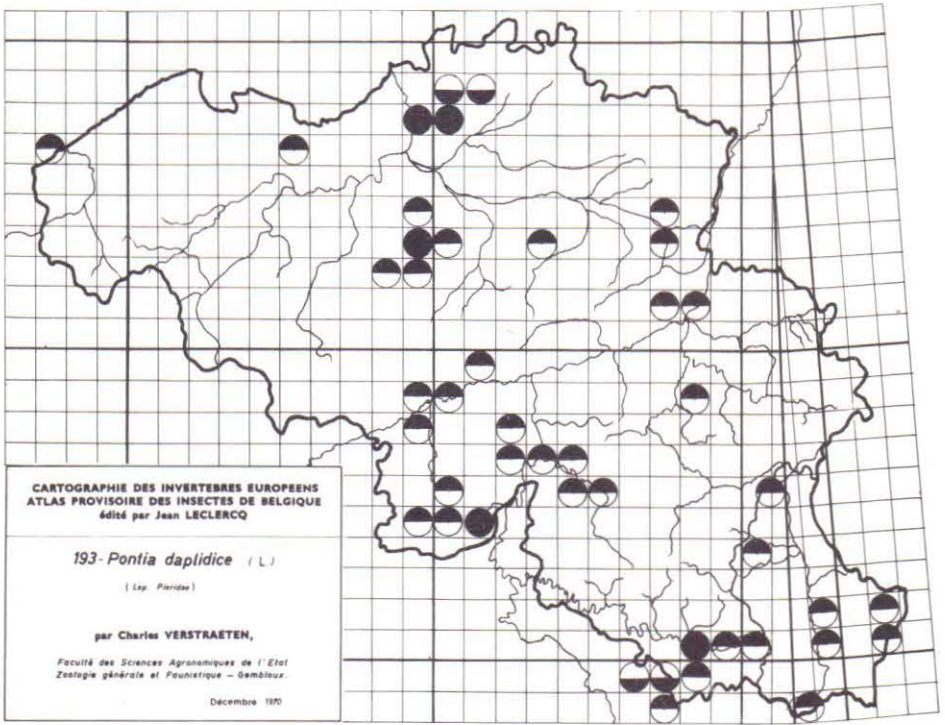 CARTOGRAPHIE DES INVERTEBRES EUROPEENS
ATLAS PROVISOIRE DES INSECTES DE BELGIQUE
édité par Jean LECLERCQ
193-Pontia daplidice (L)
(Lep. Pieridae)
par Charles VERSTRAETEN,
Faculté des Sciences Agronomiques de l'Etat
Zoologie générale et Faunistique – Gembloux.
Décembre 1970